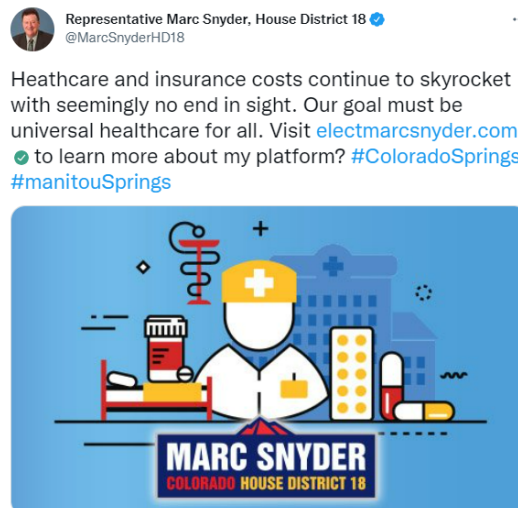 Representative Marc Snyder, House District 18
@MarcSnyderHD18
Heathcare and insurance costs continue to skyrocket
with seemingly no end in sight. Our goal must be
universal healthcare for all. Visit electmarcsnyder.com
to learn more about my platform? #ColoradoSprings
#manitouSprings
MARC SNYDER
COLORADO HOUSE DISTRICT 18